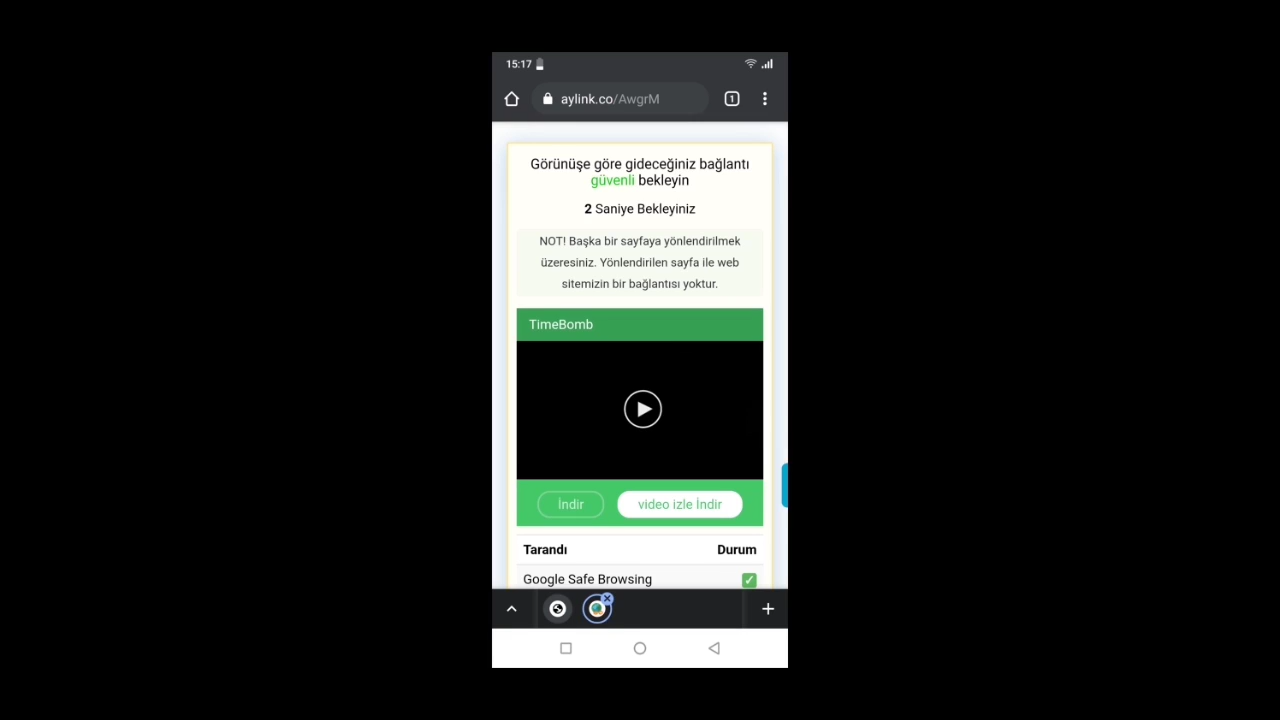 15:17
aylink.co/AwgrM
1
Görünüşe göre gideceğiniz bağlantı
güvenli bekleyin
2 Saniye Bekleyiniz
NOT! Başka bir sayfaya yönlendirilmek
üzeresiniz. Yönlendirilen sayfa ile web
sitemizin bir bağlantısı yoktur.
TimeBomb
İndir video izle İndir
Tarandı Durum
Google Safe Browsing